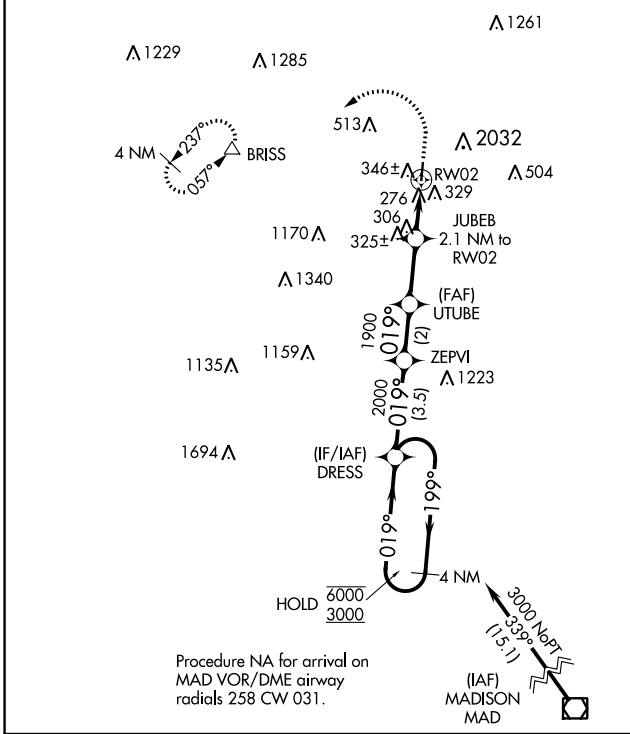 1261
1229
1285
513
2032
237°
4 NM
BRISS
057°
346±
RW02
504
276
329
306
JUBEB
1170
325±
2.1 NM to
RW02
1340
(FAF)
UTUBE
1900
019°
(2)
1159
ZEPVI
1135
1223
2000
019°
(3.5)
1694
(IF/IAF)
DRESS
019°
199°
4 NM
HOLD 6000
3000
3000 NoPT
339°
(15.1)
Procedure NA for arrival on
MAD VOR/DME airway
radials 258 CW 031.
(IAF)
MADISON
MAD